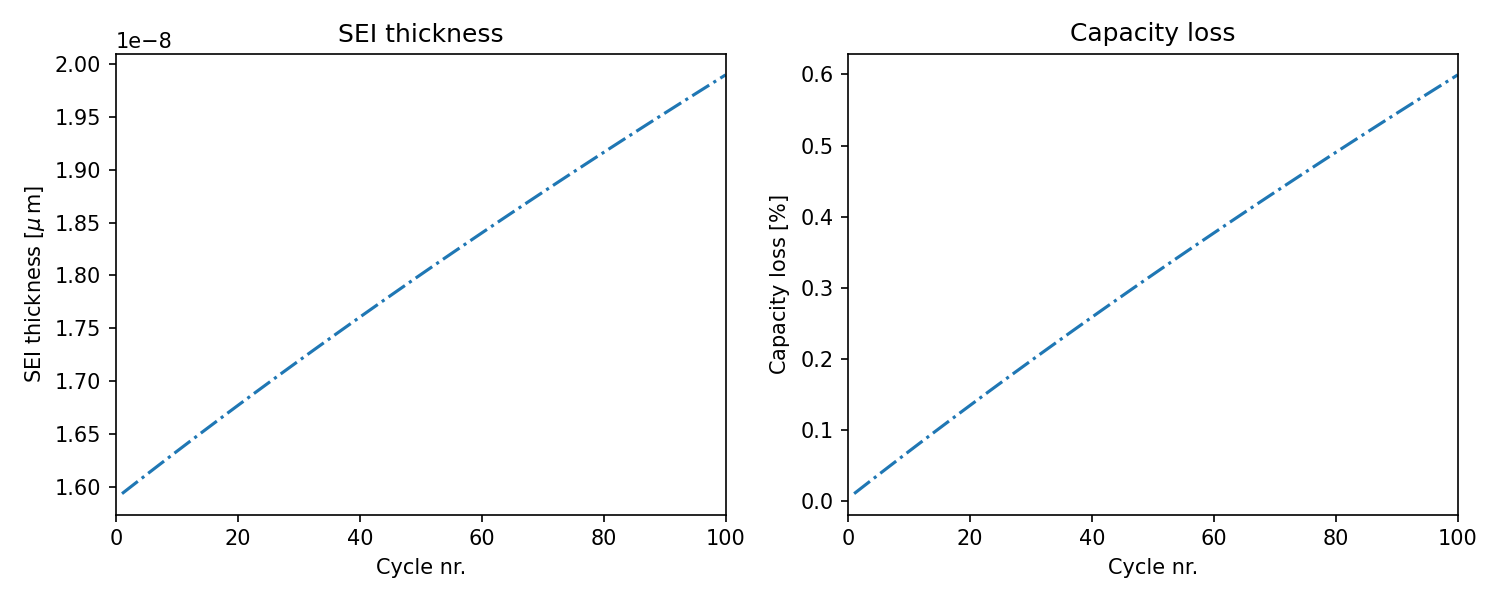 SEI thickness
1e−8
2.00
1.95
1.90
1.85
1.80
1.75
1.70
1.65
1.60
SEI thickness [μ m]
0 20 40 60 80 100
Cycle nr.
Capacity loss
0.6
0.5
0.4
0.3
0.2
0.1
0.0
Capacity loss [%]
0 20 40 60 80 100
Cycle nr.